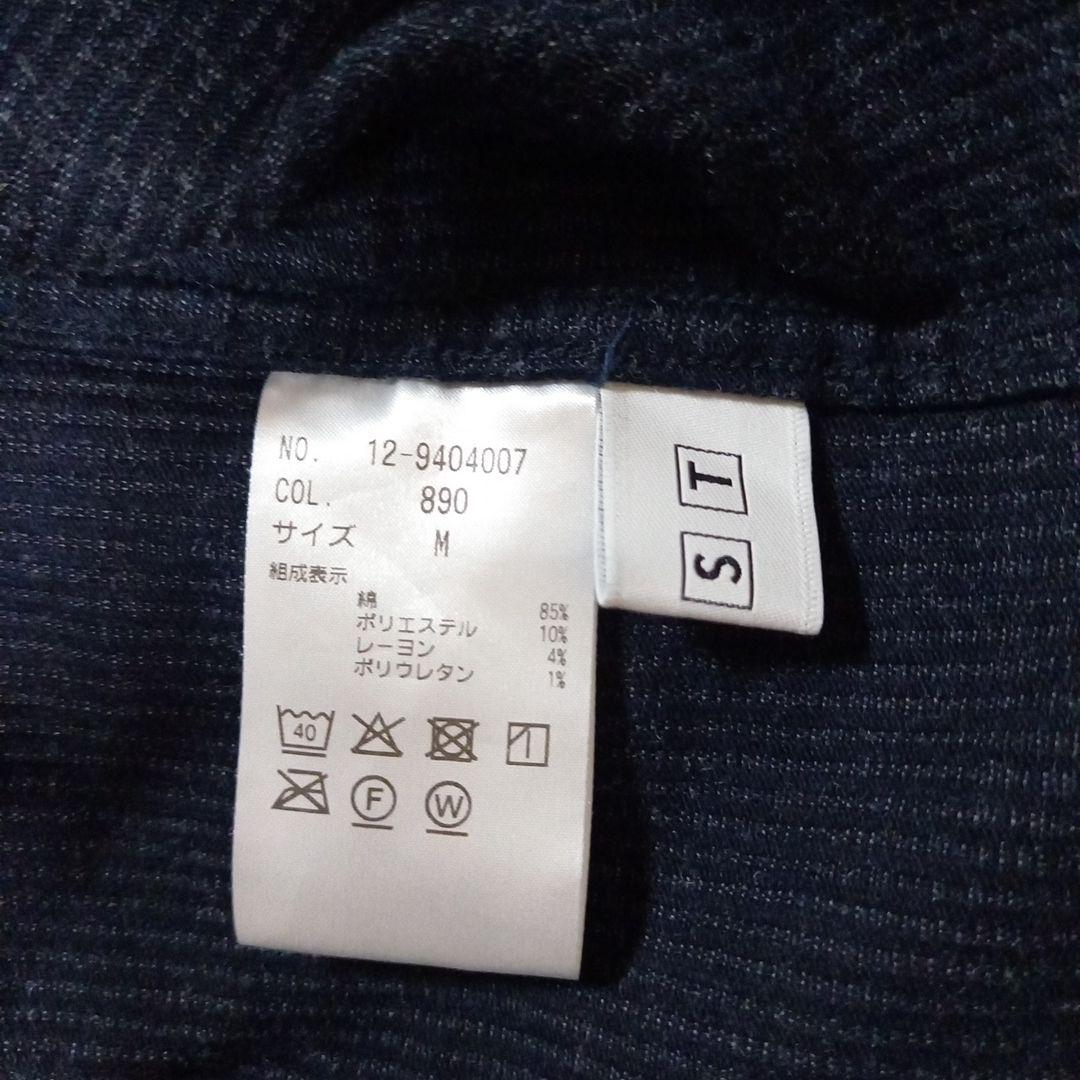 NO. 12-9404007
COL. 890
サイズ M
組成表示
綿 85%
ポリエステル 10%
レーヨン 4%
ポリウレタン 1%
40
F W
S T